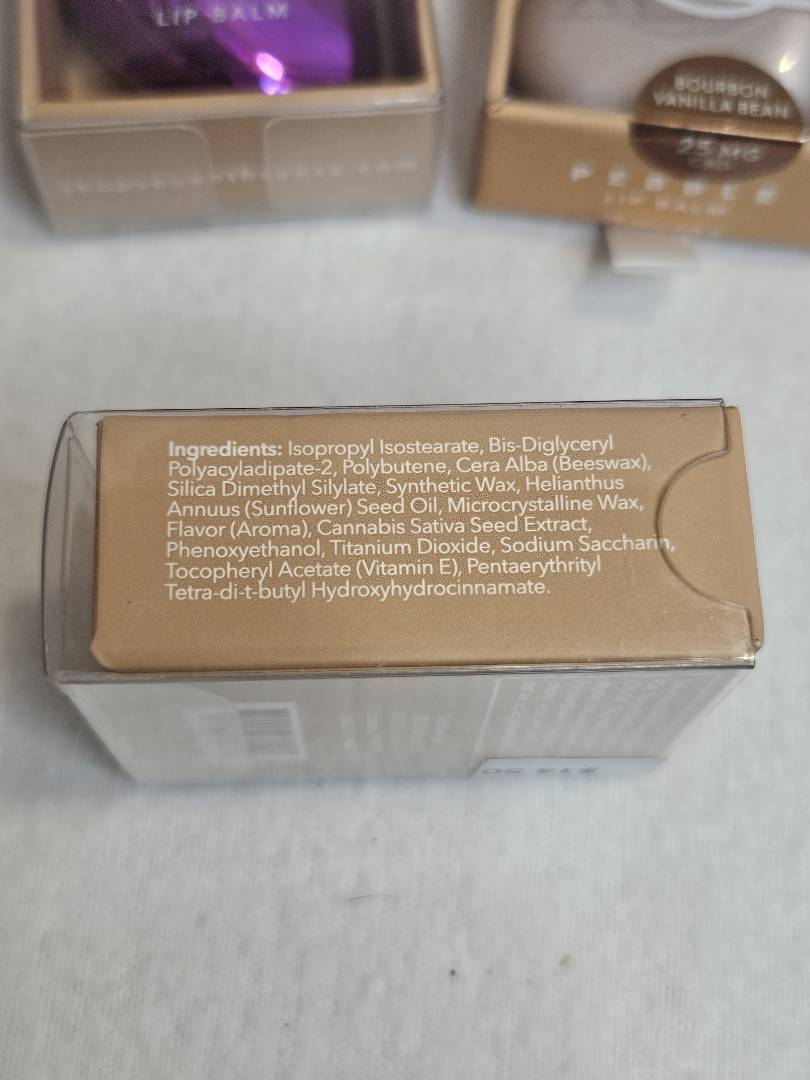 LIP BALM
BOURBON
VANILLA BEAN
25 MG
PEBBLE
LIP BALM
Ingredients: Isopropyl Isostearate, Bis-Diglyceryl
Polyacyladipate-2, Polybutene, Cera Alba (Beeswax),
Silica Dimethyl Silylate, Synthetic Wax, Helianthus
Annuus (Sunflower) Seed Oil, Microcrystalline Wax,
Flavor (Aroma), Cannabis Sativa Seed Extract,
Phenoxyethanol, Titanium Dioxide, Sodium Saccharin,
Tocopheryl Acetate (Vitamin E), Pentaerythrityl
Tetra-di-t-butyl Hydroxyhydrocinnamate.